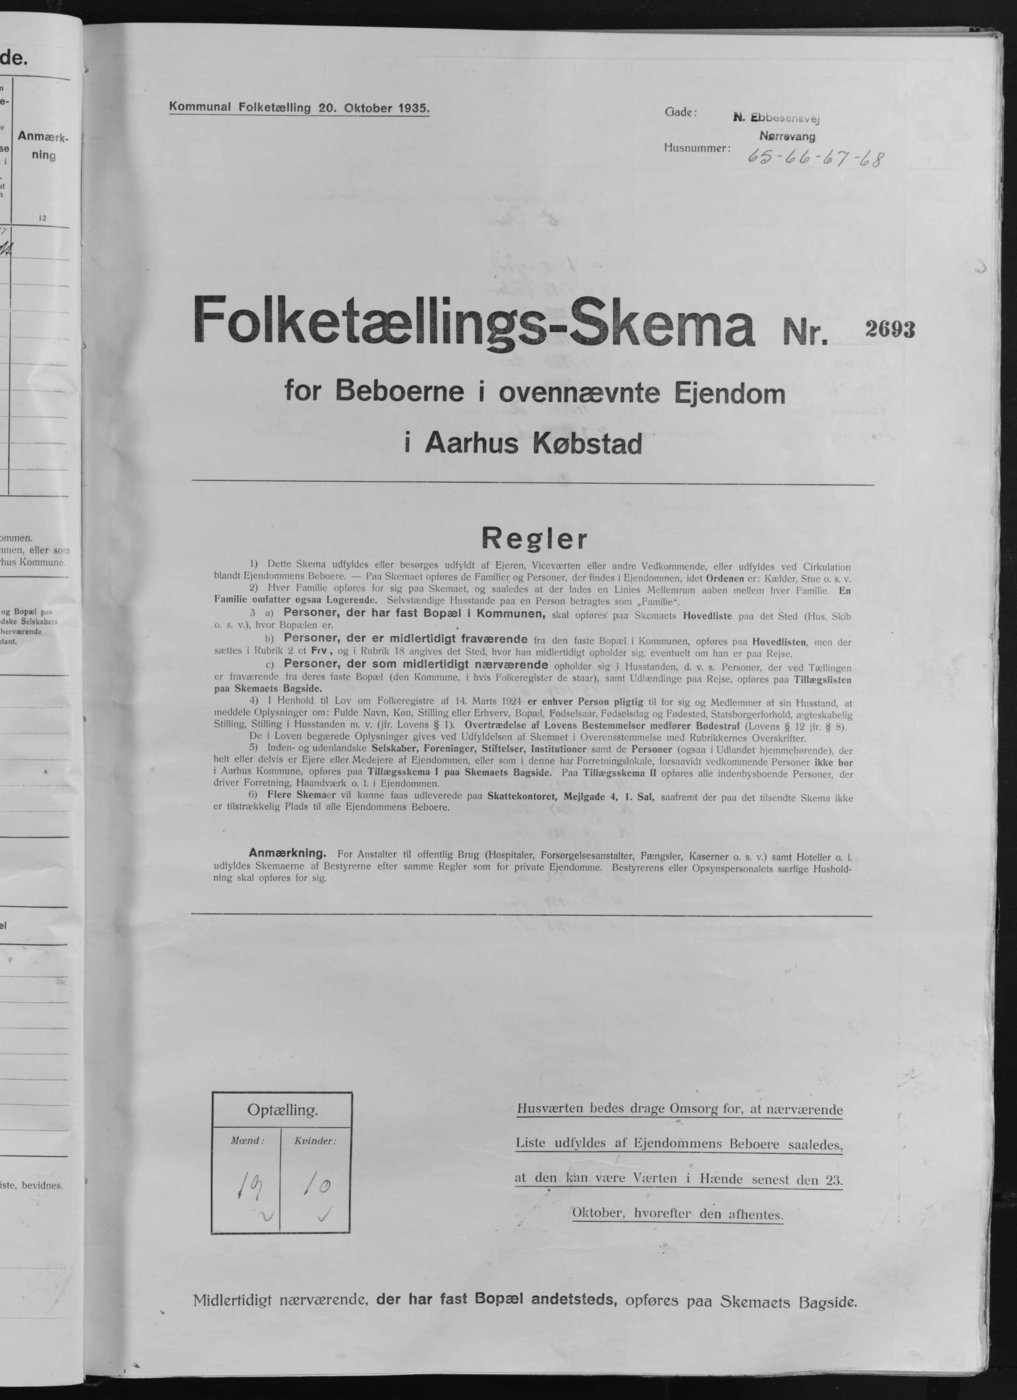 de.
Anmærk-
ning
12
Kommunal Folketælling 20. Oktober 1935.
Gade: N. Ebbesensvej
Nørrevang
Husnummer: 65-66-67-68
Folketællings-Skema Nr. 2693
for Beboerne i ovennævnte Ejendom
i Aarhus Købstad
Regler
1) Dette Skema udfyldes eller besørges udfyldt af Ejeren, Viceværten eller andre Vedkommende, eller udfyldes ved Cirkulation
blandt Ejendommens Beboere. — Paa Skemaet opføres de Familier og Personer, der findes i Ejendommen, idet Ordenen er: Kælder, Stue o. s. v.
2) Hver Familie opføres for sig paa Skemaet, og saaledes at der lades en Linies Mellemrum aaben mellem hver Familie. En
Familie omfatter ogsaa Logerende. Selvstændige Husstande paa en Person betragtes som „Familie“.
3 a) Personer, der har fast Bopæl i Kommunen, skal opføres paa Skemaets Hovedliste paa det Sted (Hus, Skib
o. s. v.), hvor Bopælen er.
b) Personer, der er midlertidigt fraværende fra den faste Bopæl i Kommunen, opføres paa Hovedlisten, men der
sættes i Rubrik 2 et Frv., og i Rubrik 18 angives det Sted, hvor han midlertidigt opholder sig, eventuelt om han er paa Rejse.
c) Personer, der som midlertidigt nærværende opholder sig i Husstanden, d. v. s. Personer, der ved Tællingen
er fraværende fra deres faste Bopæl (den Kommune, i hvis Folkeregister de staar), samt Udlændinge paa Rejse, opføres paa Tillægslisten
paa Skemaets Bagside.
4) I Henhold til Lov om Folkeregistre af 14. Marts 1924 er enhver Person pligtig til for sig og Medlemmer af sin Husstand, at
meddele Oplysninger om: Fulde Navn, Køn, Stilling eller Erhverv, Bopæl, Fødselsaar, Fødselsdag og Fødested, Statsborgerforhold, ægteskabelig
Stilling, Stilling i Husstanden m. v. (jfr. Lovens § 1). Overtrædelse af Lovens Bestemmelser medfører Bødestraf (Lovens § 12 jfr. § 8).
De i Loven begærede Oplysninger gives ved Udfyldelsen af Skemaet i Overensstemmelse med Rubrikkernes Overskrifter.
5) Inden- og udenlandske Selskaber, Foreninger, Stiftelser, Institutioner samt de Personer (ogsaa i Udlandet hjemmehørende), der
helt eller delvis er Ejere eller Medejere af Ejendommen, eller som i denne har Forretningslokale, forsaavidt vedkommende Personer ikke bor
i Aarhus Kommune, opføres paa Tillægsskema I paa Skemaets Bagside. Paa Tillægsskema II opføres alle indenbysboende Personer, der
driver Forretning, Haandværk o. l. i Ejendommen.
6) Flere Skemaer vil kunne faas udleverede paa Skattekontoret, Mejlgade 4, 1. Sal, saafremt der paa det tilsendte Skema ikke
er tilstrækkelig Plads til alle Ejendommens Beboere.
Anmærkning. For Anstalter til offentlig Brug (Hospitaler, Forsørgelsesanstalter, Fængsler, Kaserner o. s. v.) samt Hoteller o. l.
udfyldes Skemaerne af Bestyrerne efter samme Regler som for private Ejendomme. Bestyrerens eller Opsynspersonalets særlige Hushold-
ning skal opføres for sig.
Optælling.
Mænd: Kvinder:
19 10
Husværten bedes drage Omsorg for, at nærværende
Liste udfyldes af Ejendommens Beboere saaledes,
at den kan være Værten i Hænde senest den 23.
Oktober, hvorefter den afhentes.
Midlertidigt nærværende, der har fast Bopæl andetsteds, opføres paa Skemaets Bagside.
ommen.
mmen, eller som
rhus Kommune.
og Bopæl paa
dske Selskabers
herværende
tant.
el
iste, bevidnes.